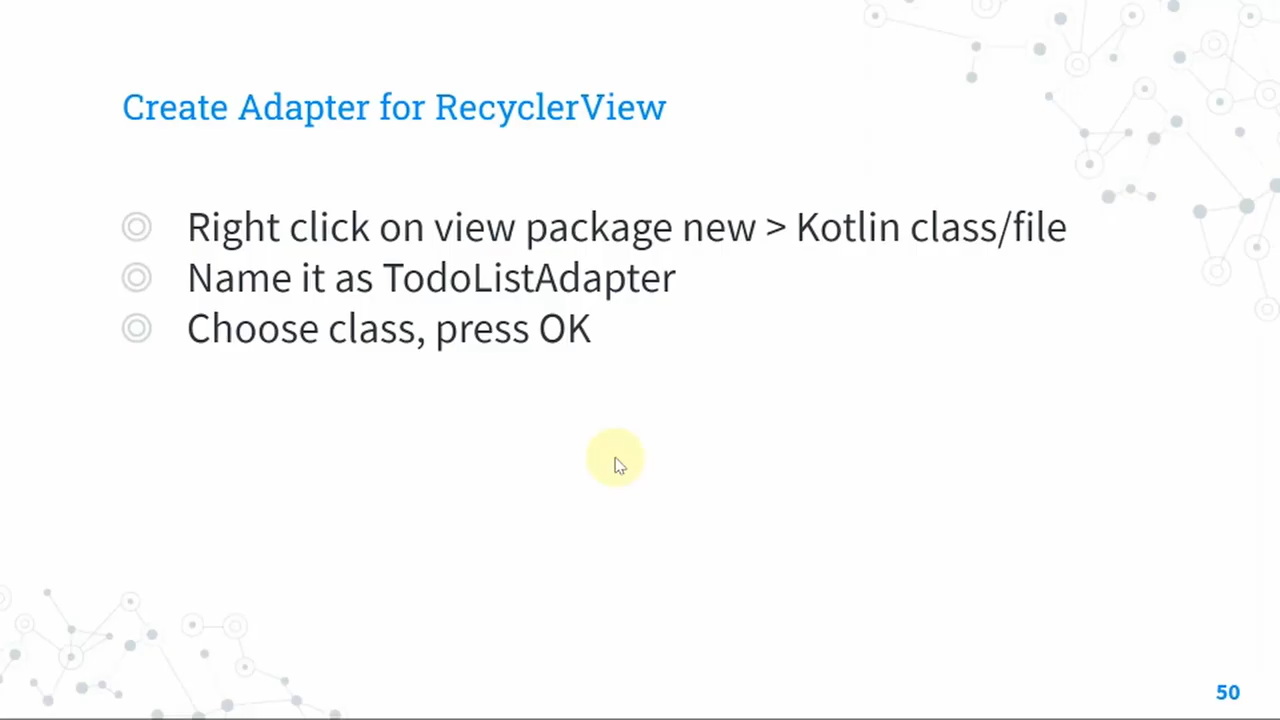 Create Adapter for RecyclerView
Right click on view package new > Kotlin class/file
Name it as TodoListAdapter
Choose class, press OK
50